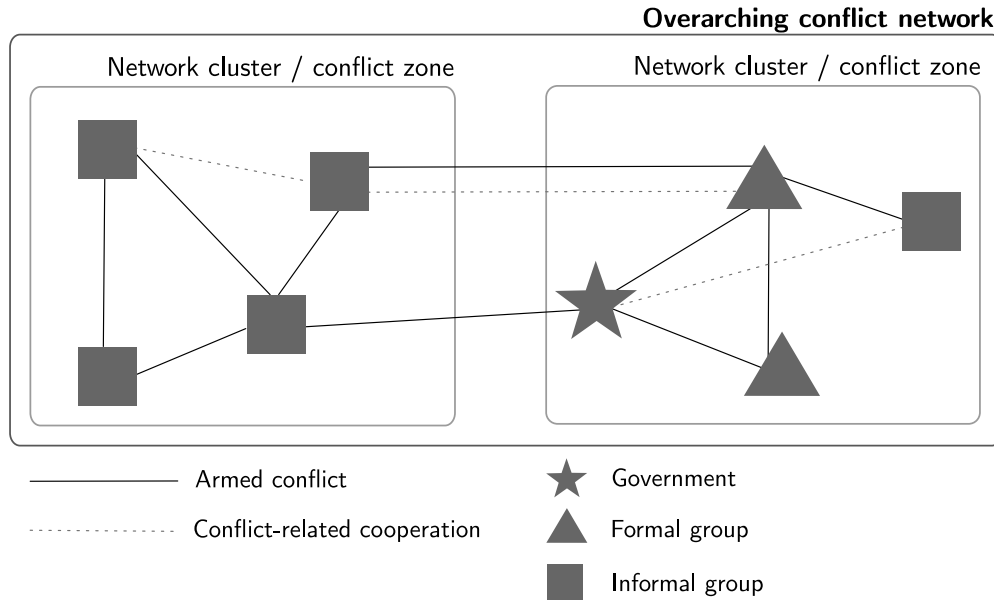 Overarching conflict network
Network cluster / conflict zone
Network cluster / conflict zone
Armed conflict
Conflict-related cooperation
Government
Formal group
Informal group